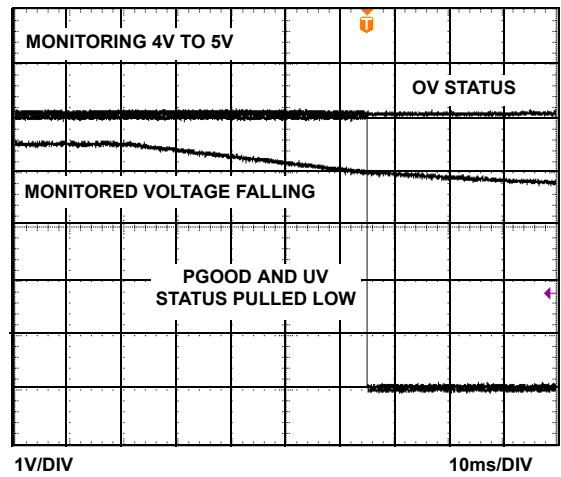 T
MONITORING 4V TO 5V
OV STATUS
MONITORED VOLTAGE FALLING
PGOOD AND UV
STATUS PULLED LOW
1V/DIV
10ms/DIV